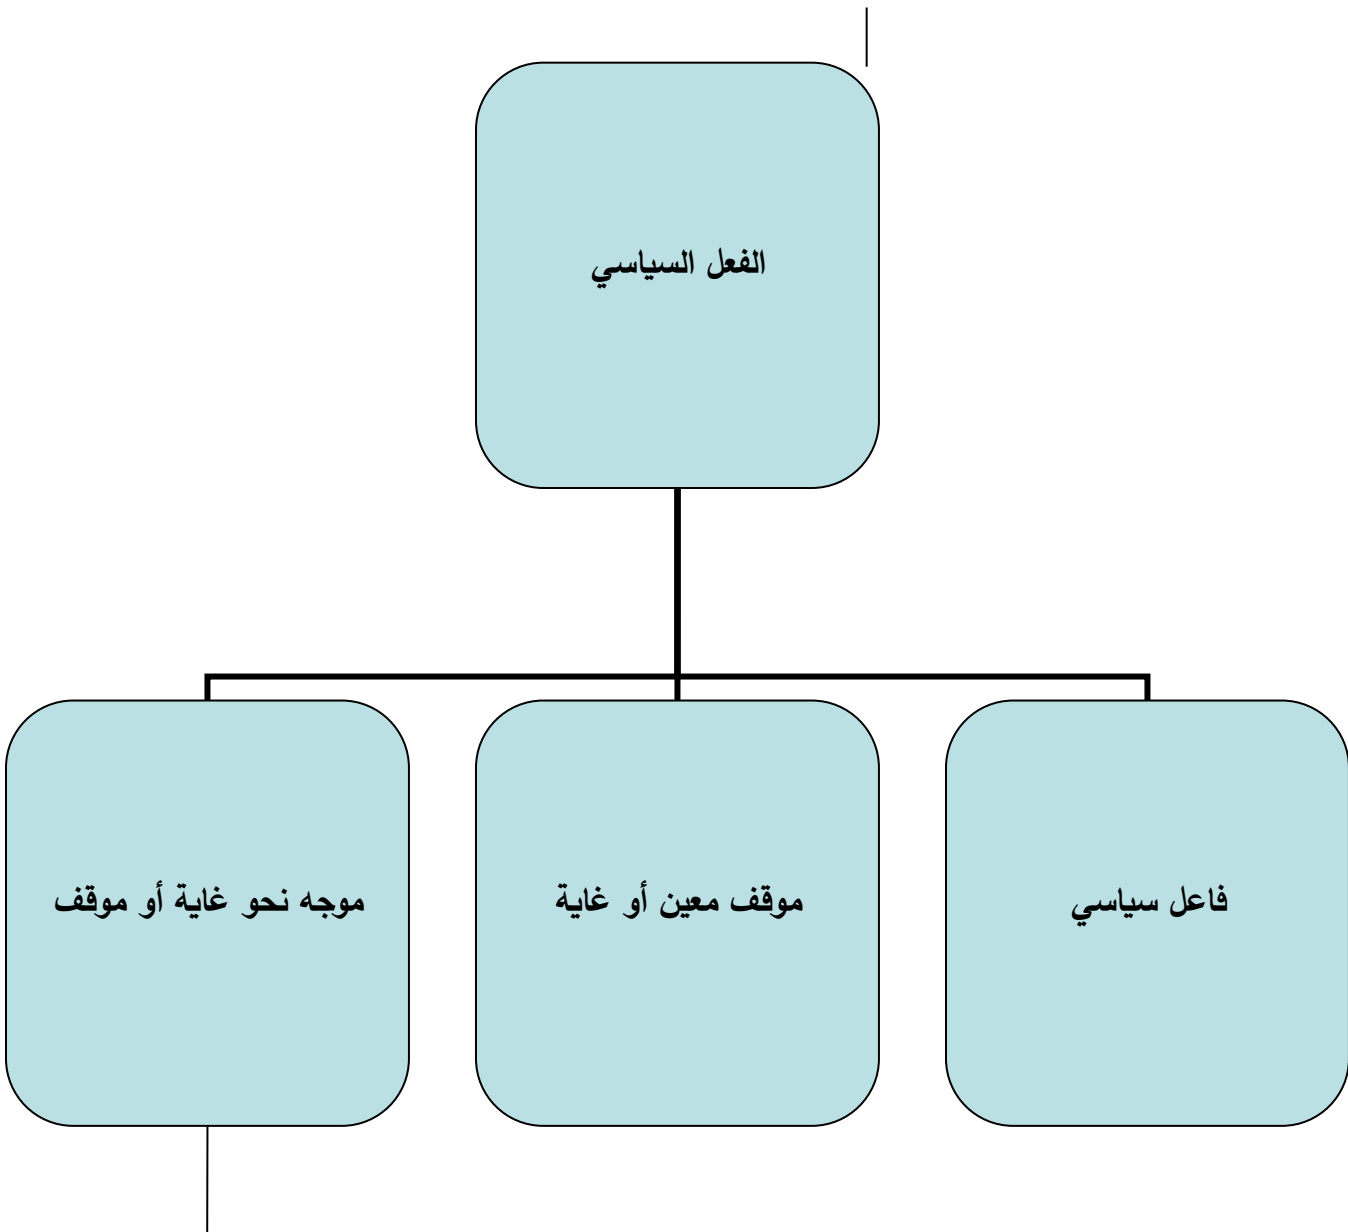 الفعل السياسي
فاعل سياسي
موقف معين أو غاية
موجه نحو غاية أو موقف